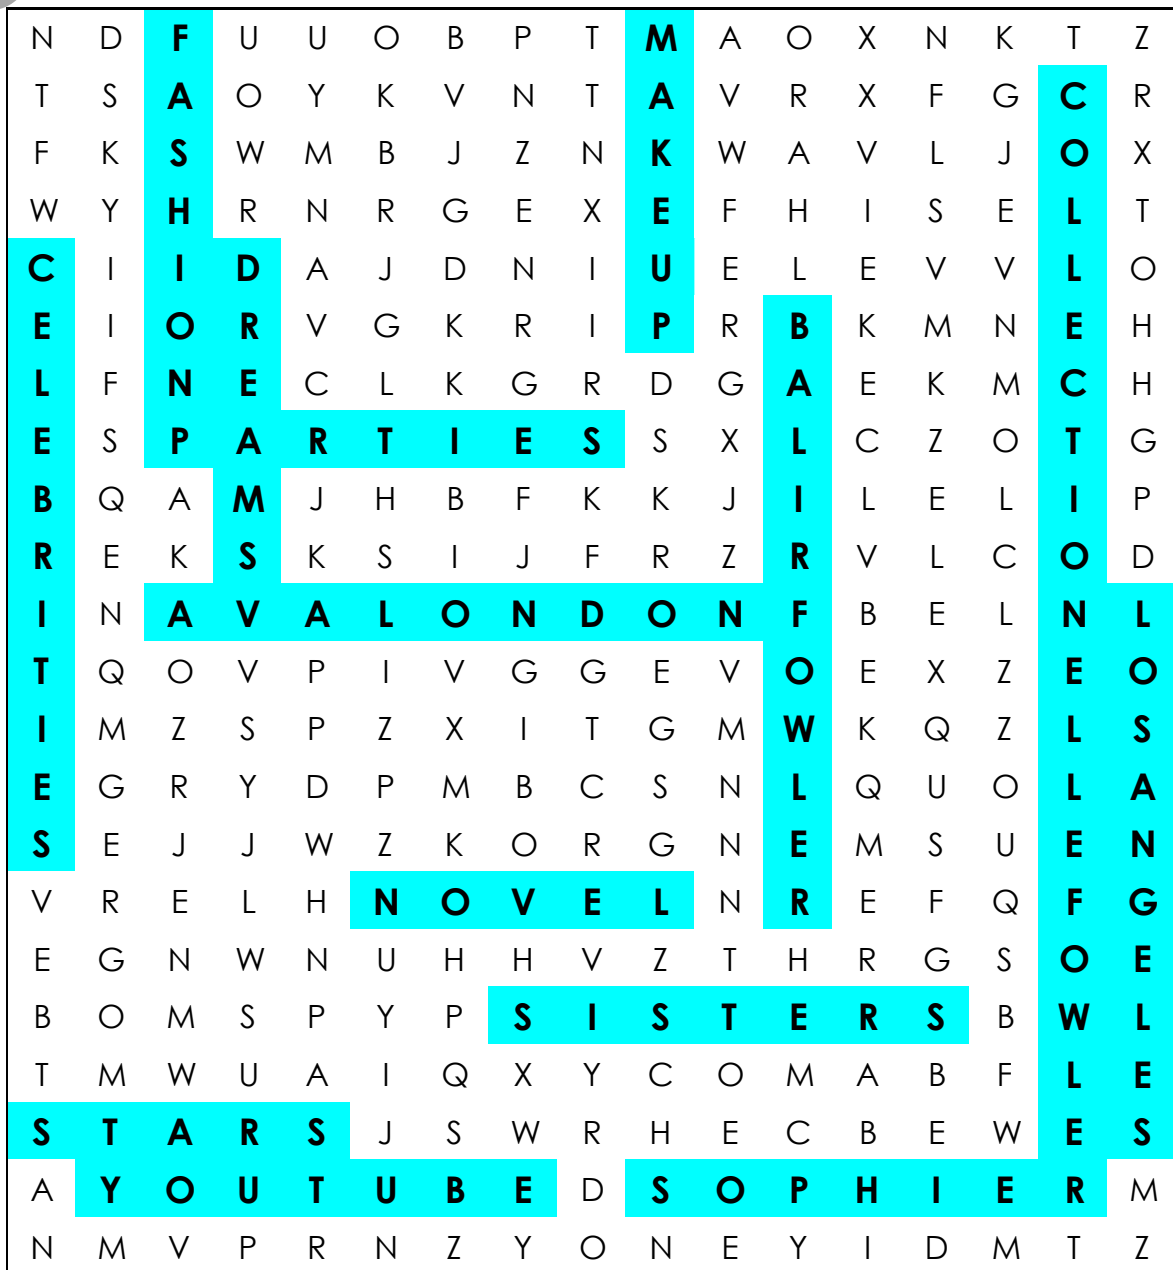 N D F U U O B P T M A O X N K T Z
T S A O Y K V N T A V R X F G C R
F K S W M B J Z N K W A V L J O X
W Y H R N R G E X E F H I S E L T
C I I D A J D N I U E L E V V L O
E I O R V G K R I P R B K M N E H
L F N E C L K G R D G A E K M C H
E S P A R T I E S S X L C Z O T G
B Q A M J H B F K K J I L E L I P
R E K S K S I J F R Z R V L C O D
I N A V A L O N D O N F B E L N L
T Q O V P I V G G E V O E X Z E O
I M Z S P Z X I T G M W K Q Z L S
E G R Y D P M B C S N L Q U O L A
S E J J W Z K O R G N E M S U E N
V R E L H N O V E L N R E F Q F G
E G N W N U H H V Z T H R G S O E
B O M S P Y P S I S T E R S B W L
T M W U A I Q X Y C O M A B F L E
S T A R S J S W R H E C B E W E S
A Y O U T U B E D S O P H I E R M
N M V P R N Z Y O N E Y I D M T Z